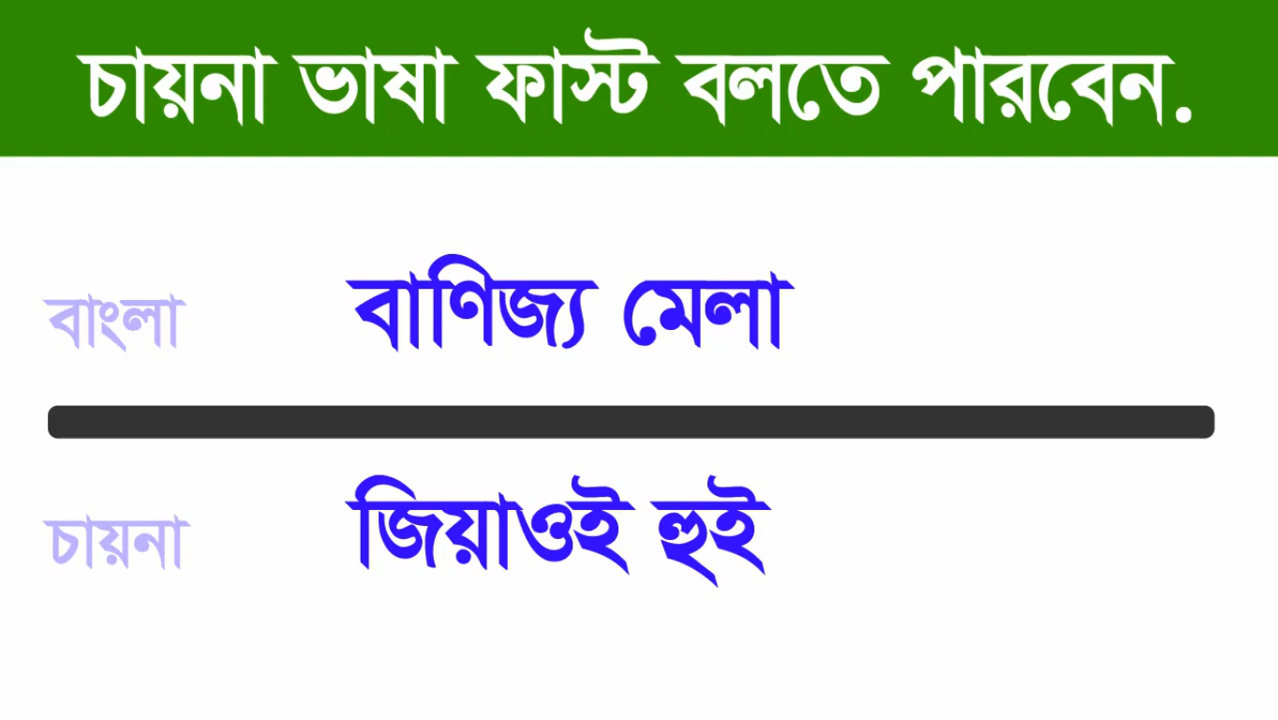 চায়না ভাষা ফাস্ট বলতে পারবেন.
বাংলা বাণিজ্য মেলা
চায়না জিয়াওই হুই